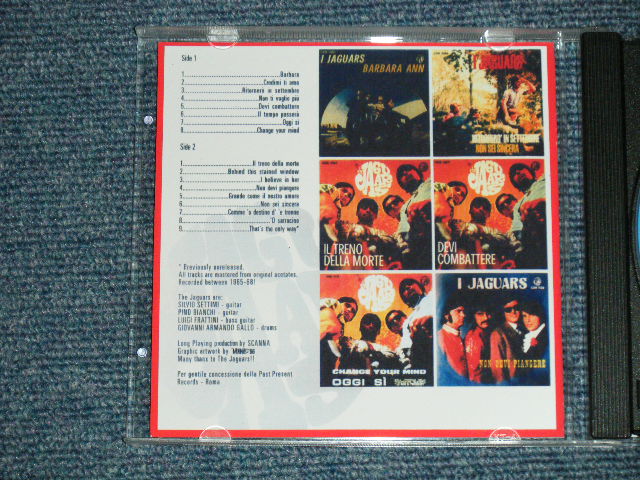 Side 1
1. Barbara
2. Credimi ti amo
3. Ritornerò in settembre
4. Non ti voglio più
5. Devi combattere
6. Il tempo passerà
7. Oggi sì
8. Change your mind
Side 2
1. Il treno della morte
2. Behind this stained window
3. I believe in her
4. Non devi piangere
5. Grande come il nostro amore
6. Non sei sincera
7. Comme 'o destino d' 'e trenne
8. 'O sarracino
9. That's the only way*
* Previously unreleased.
All tracks are mastered from original acetates.
Recorded between 1965-68!
The Jaguars are:
SILVIO SETTIMI - guitar
PINO BIANCHI - guitar
LUIGI FRATTINI - bass guitar
GIOVANNI ARMANDO GALLO - drums
Long Playing production by SCANNA
Graphic artwork by
Many thanx to The Jaguars!!
Per gentile concessione della Past Present
Records - Roma
I JAGUARS
BARBARA ANN
I JAGUARS
RITORNERO' IN SETTEMBRE
NON SEI SINCERA
IL TRENO
DELLA MORTE
DEVI
COMBATTERE
CHANGE YOUR MIND
OGGI SÌ
I JAGUARS
NON DEVI PIANGERE